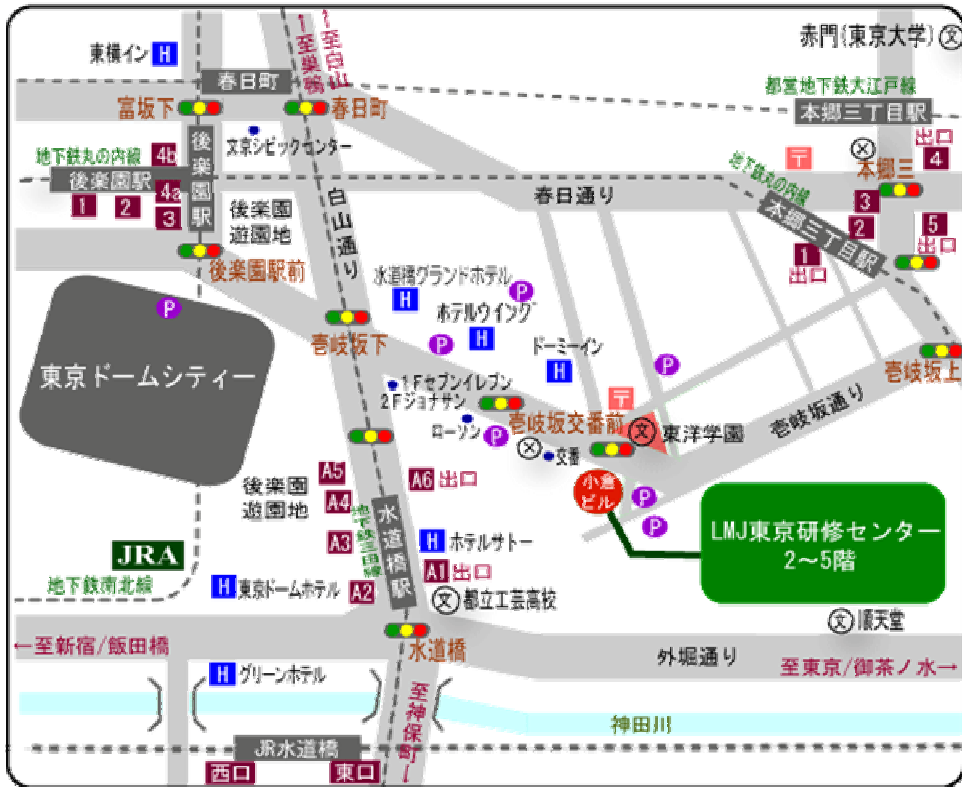 赤門(東京大学) 文
東横イン H
←至巣鴨
←至白山
春日町
都営地下鉄大江戸線
富坂下
春日町
本郷三丁目駅
出口
4
文京シビックセンター
地下鉄丸の内線
4b
後楽園駅
後楽園駅
4a
1
2
3
〒
本郷三
地下鉄丸の内線
春日通り
白山通り
後楽園
遊園地
3
2
5
出口
本郷三丁目駅
1
出口
後楽園駅前
水道橋グランドホテル
H
P
P
ホテルウイング
H
壱岐坂下
P
ドーミーイン
H
P
壱岐坂上
東京ドームシティー
1Fセブンイレブン
2Fジョナサン
〒
壱岐坂通り
ローソン
P
壱岐坂交番前
文 東洋学園
交番
A5
A6 出口
小倉
ビル
P
P
後楽園
遊園地
A4
地下鉄三田線
水道橋駅
LMJ東京研修センター
2〜5階
A3
H ホテルサトー
JRA
A1 出口
地下鉄南北線
H 東京ドームホテル
A2
文 都立工芸高校
文 順天堂
←至新宿/飯田橋
水道橋
外堀通り
至東京/御茶ノ水→
H グリーンホテル
至神保町→
神田川
JR水道橋
西口
東口